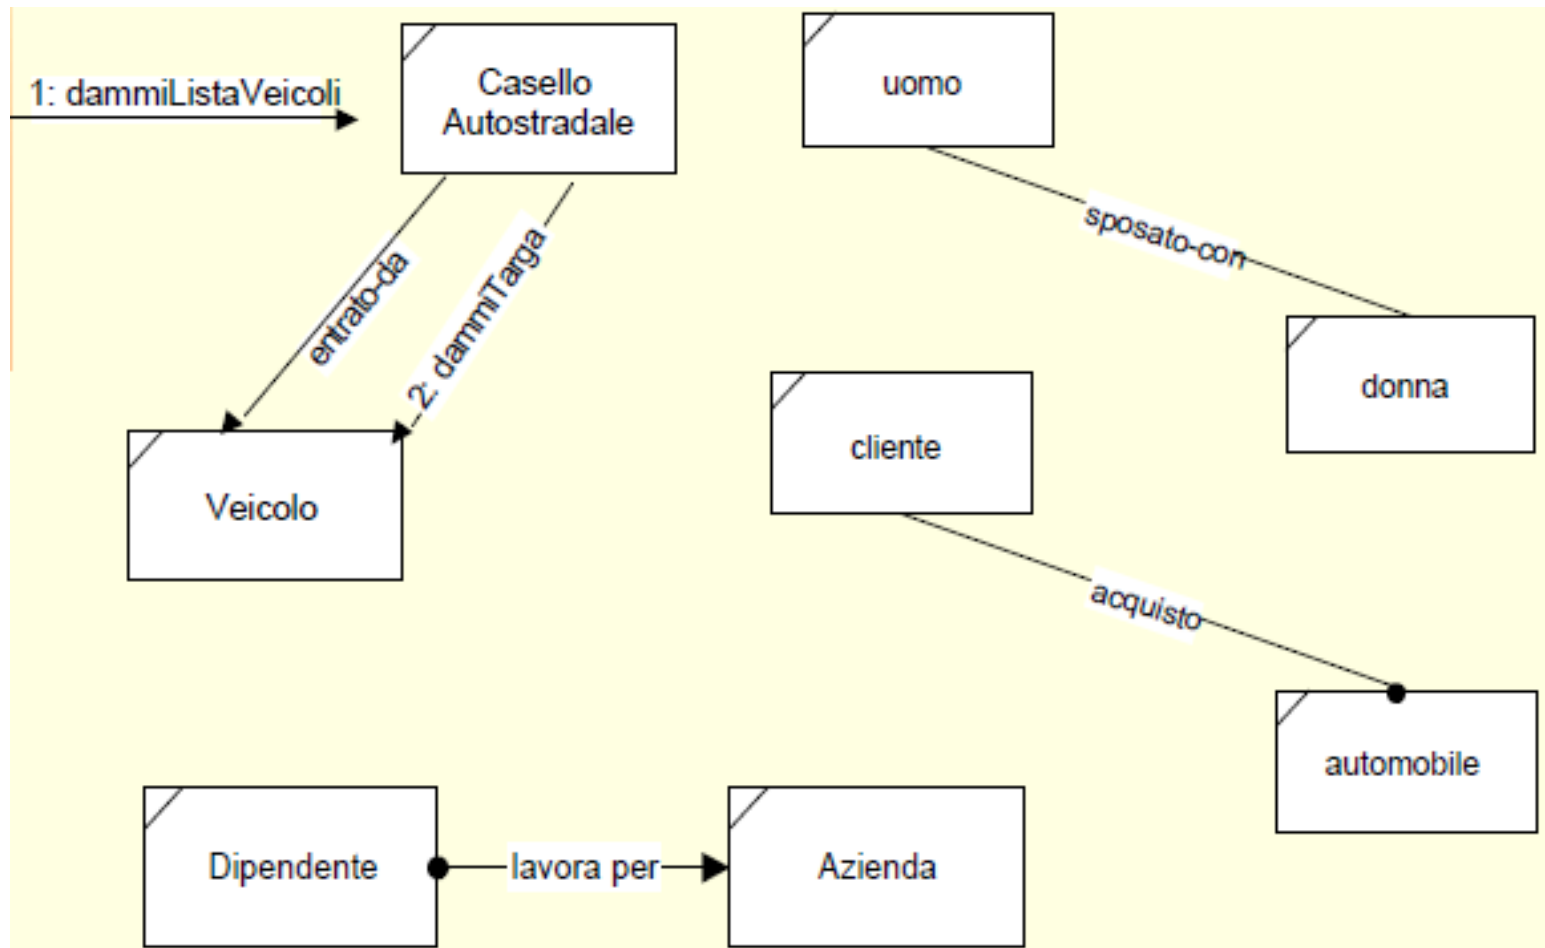 1: dammiListaVeicoli
Casello
Autostradale
uomo
sposato-con
entrato-da
2: dammiTarga
donna
cliente
Veicolo
acquisto
automobile
Dipendente
lavora per
Azienda